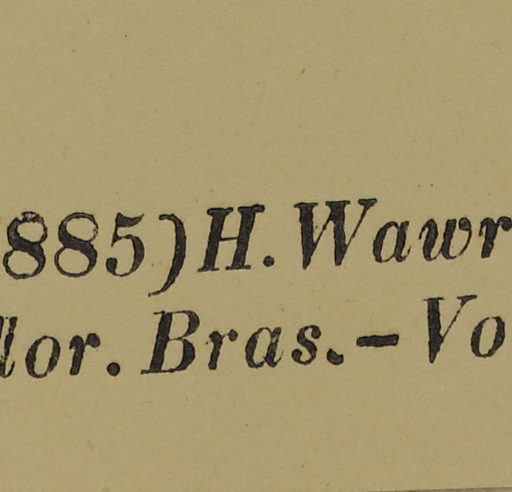 885) H. Wawr
lor. Bras. – Vo